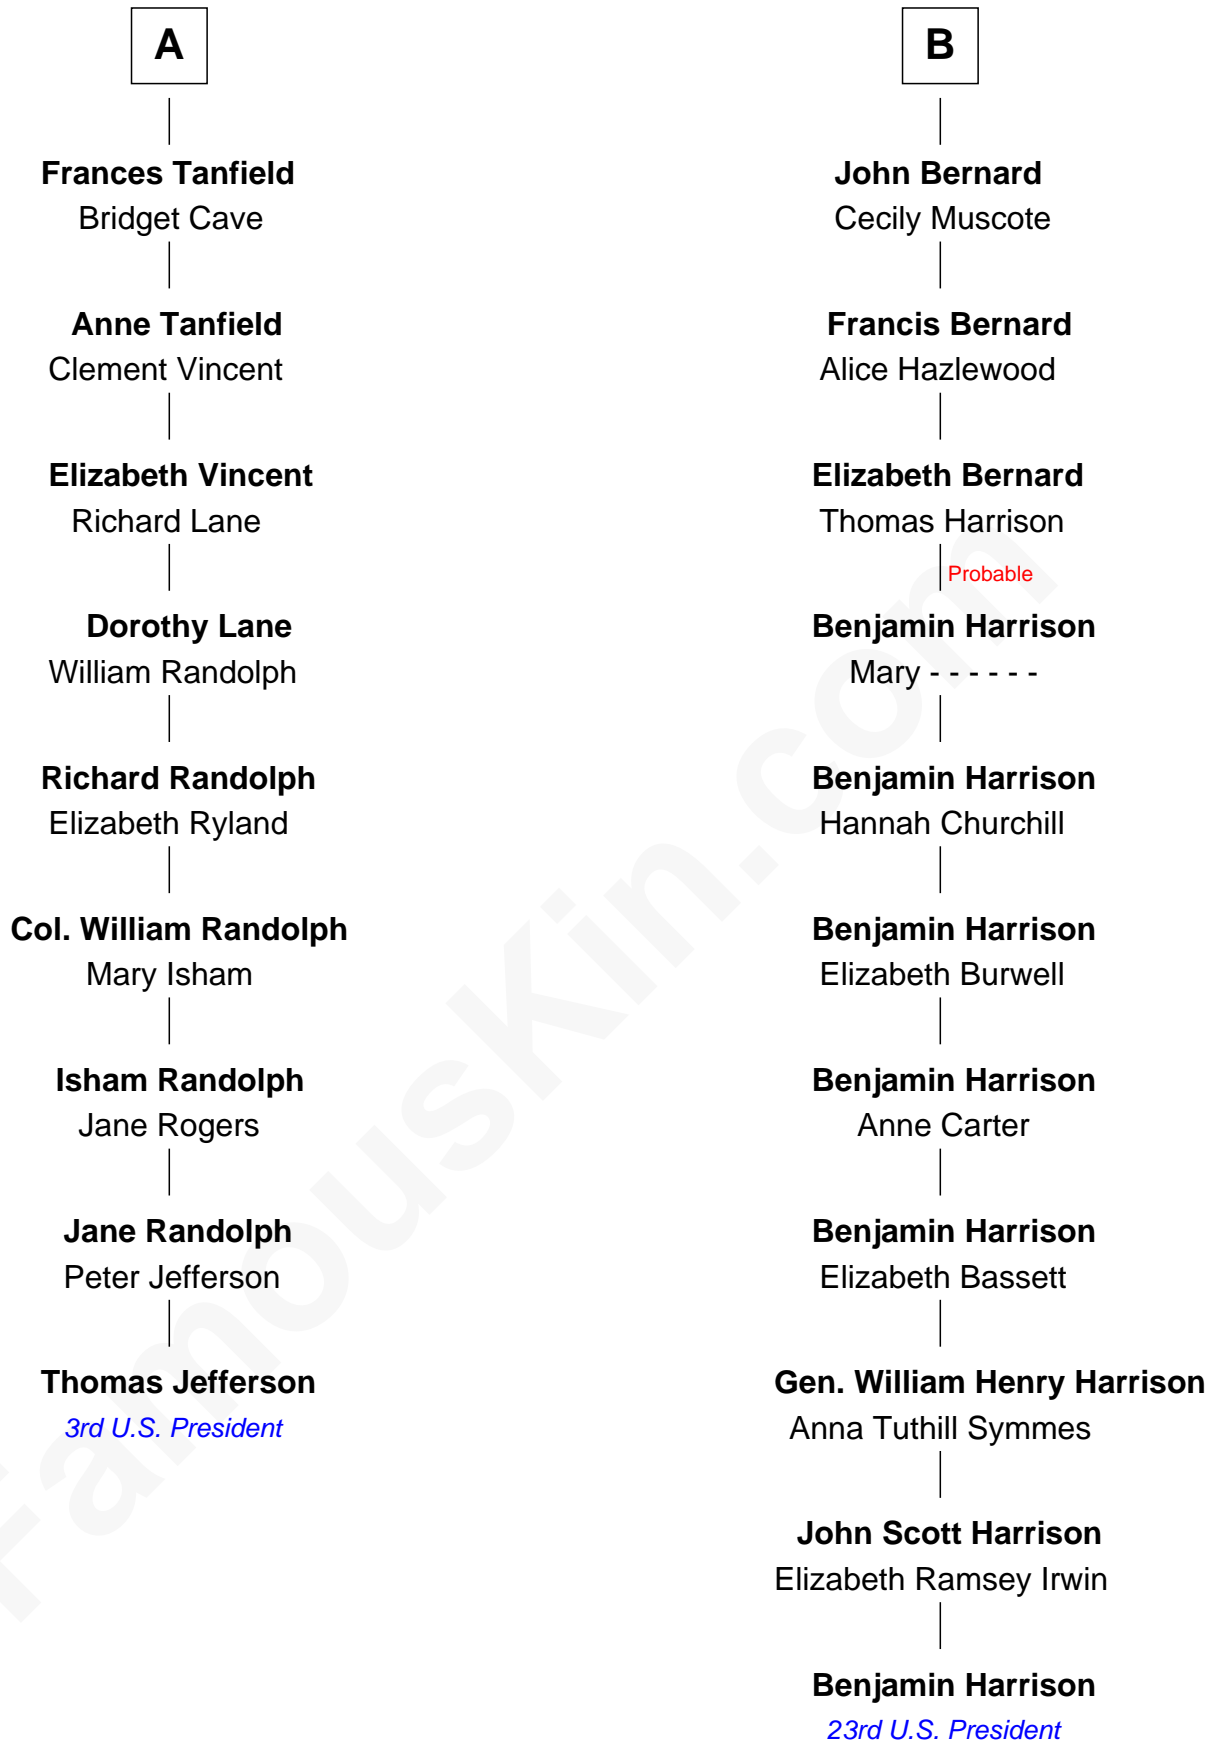 A
Frances Tanfield
Bridget Cave
Anne Tanfield
Clement Vincent
Elizabeth Vincent
Richard Lane
Dorothy Lane
William Randolph
Richard Randolph
Elizabeth Ryland
Col. William Randolph
Mary Isham
Isham Randolph
Jane Rogers
Jane Randolph
Peter Jefferson
Thomas Jefferson
3rd U.S. President
B
John Bernard
Cecily Muscote
Francis Bernard
Alice Hazlewood
Elizabeth Bernard
Thomas Harrison
Probable
Benjamin Harrison
Mary - - - - - -
Benjamin Harrison
Hannah Churchill
Benjamin Harrison
Elizabeth Burwell
Benjamin Harrison
Anne Carter
Benjamin Harrison
Elizabeth Bassett
Gen. William Henry Harrison
Anna Tuthill Symmes
John Scott Harrison
Elizabeth Ramsey Irwin
Benjamin Harrison
23rd U.S. President
FamousKin.com